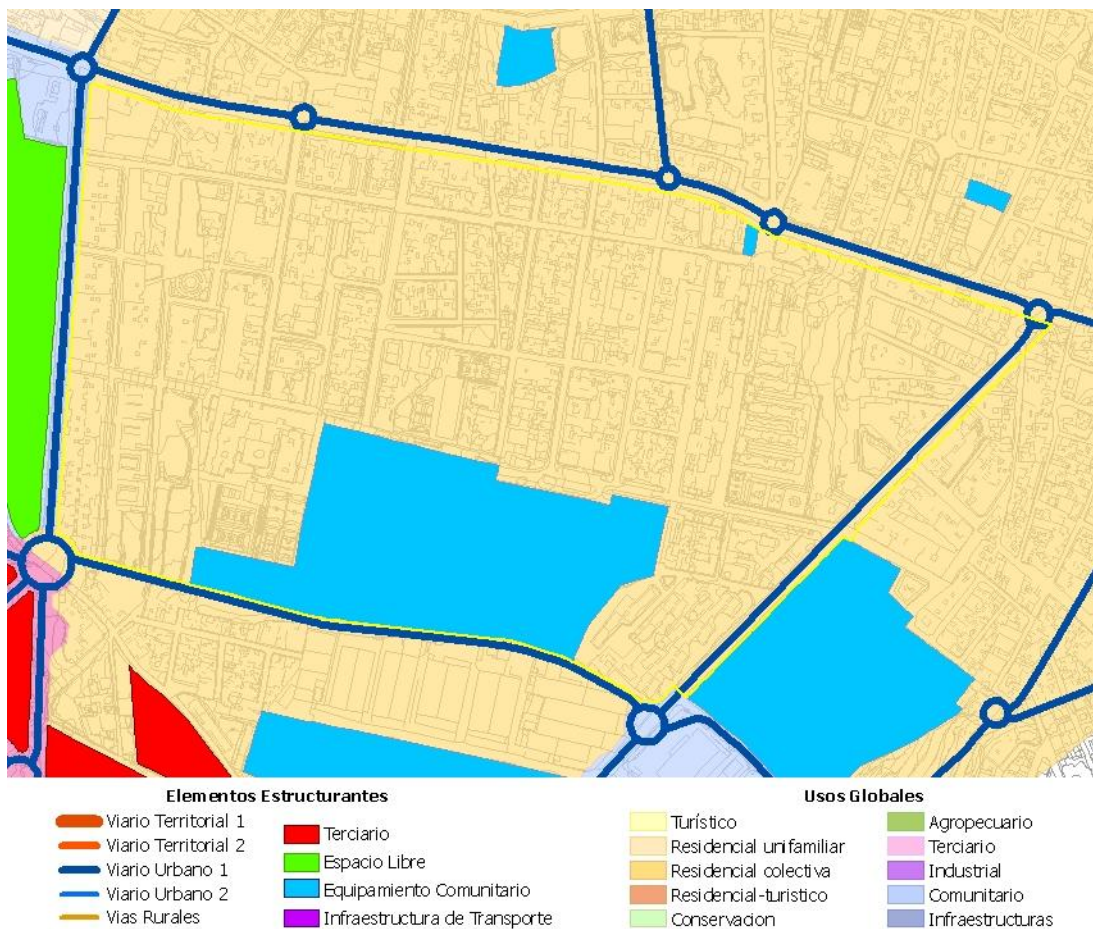 Elementos Estructurantes
Viario Territorial 1
Viario Territorial 2
Viario Urbano 1
Viario Urbano 2
Vias Rurales
Terciario
Espacio Libre
Equipamiento Comunitario
Infraestructura de Transporte
Usos Globales
Turístico
Residencial unifamiliar
Residencial colectiva
Residencial-turistico
Conservacion
Agropecuario
Terciario
Industrial
Comunitario
Infraestructuras